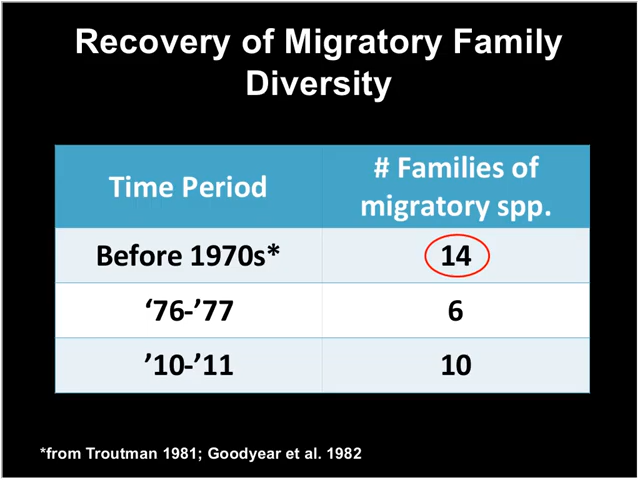 Recovery of Migratory Family
Diversity
Time Period
# Families of
migratory spp.
Before 1970s*
14
‘76-’77
6
’10-’11
10
*from Troutman 1981; Goodyear et al. 1982